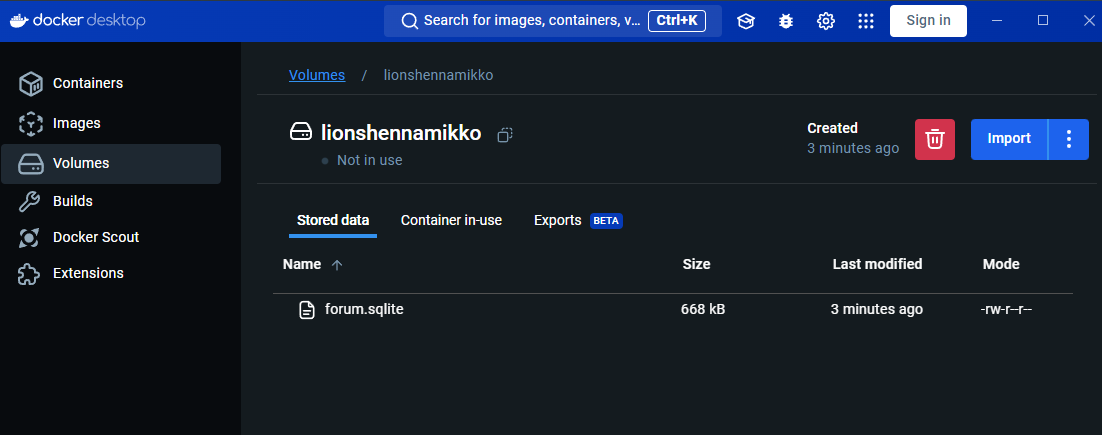 docker desktop
Search for images, containers, v... Ctrl+K
Sign in
Containers
Images
Volumes
Builds
Docker Scout
Extensions
Volumes / lionshennamikko
lionshennamikko
Not in use
Created
3 minutes ago
Import
Stored data Container in-use Exports BETA
Name Size Last modified Mode
forum.sqlite 668 kB 3 minutes ago -rw-r--r--